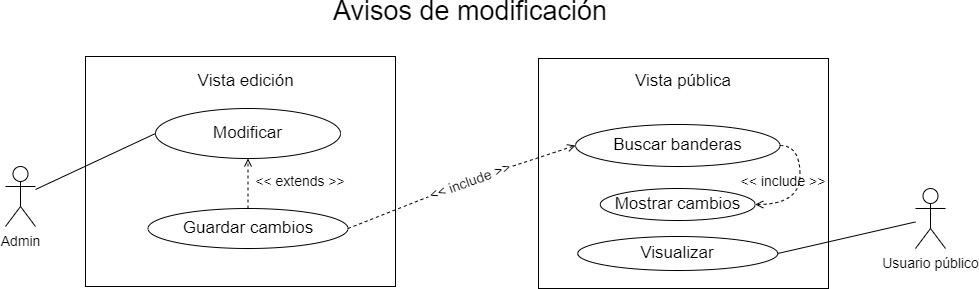 Avisos de modificación
Vista edición
Modificar
<< extends >>
Guardar cambios
Admin
<< include >>
Vista pública
Buscar banderas
<< include >>
Mostrar cambios
Visualizar
Usuario público